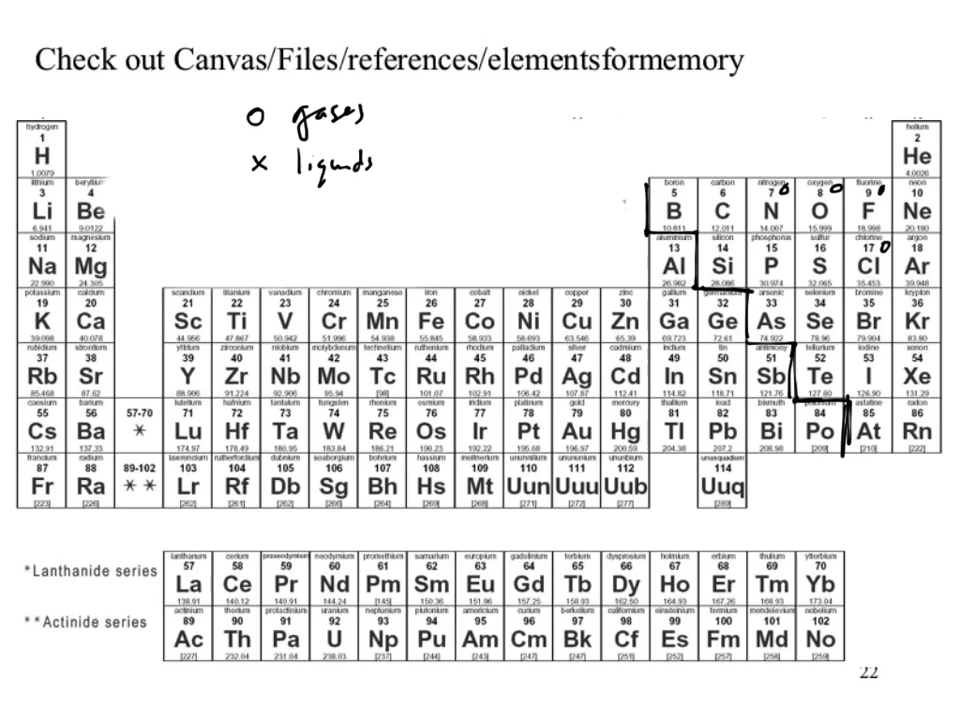 Check out Canvas/Files/references/elementsformemory
o gases
x liquids
hydrogen helium
1 2
H He
1.0079 4.0026
lithium boron carbon nitrogen oxygen fluorine neon
3 4 5 6 7 8 9 10
Li Be B C N O F Ne
6.941 9.0122 10.811 12.011 14.007 15.999 18.998 20.180
sodium magnesium aluminium silicon phosphorus sulfur chlorine argon
11 12 13 14 15 16 17 18
Na Mg Al Si P S Cl Ar
22.990 24.305 26.982 28.086 30.974 32.065 35.453 39.948
potassium calcium scandium titanium vanadium chromium manganese iron cobalt nickel copper zinc gallium germanium arsenic selenium bromine krypton
19 20 21 22 23 24 25 26 27 28 29 30 31 32 33 34 35 36
K Ca Sc Ti V Cr Mn Fe Co Ni Cu Zn Ga Ge As Se Br Kr
39.098 40.078 44.956 47.867 50.942 51.996 54.938 55.845 58.933 58.693 63.546 65.39 69.723 72.61 74.922 78.96 79.904 83.80
rubidium strontium yttrium zirconium niobium molybdenum technetium ruthenium rhodium palladium silver cadmium indium tin antimony tellurium iodine xenon
37 38 39 40 41 42 43 44 45 46 47 48 49 50 51 52 53 54
Rb Sr Y Zr Nb Mo Tc Ru Rh Pd Ag Cd In Sn Sb Te I Xe
85.468 87.62 88.906 91.224 92.906 95.94 [98] 101.07 102.91 106.42 107.87 112.41 114.82 118.71 121.76 127.60 126.90 131.29
caesium barium lutetium hafnium tantalum tungsten rhenium osmium iridium platinum gold mercury thallium lead bismuth polonium astatine radon
55 56 57-70 71 72 73 74 75 76 77 78 79 80 81 82 83 84 85 86
Cs Ba * Lu Hf Ta W Re Os Ir Pt Au Hg Tl Pb Bi Po At Rn
132.91 137.33 174.97 178.49 180.95 183.84 186.21 190.23 192.22 195.08 196.97 200.59 204.38 207.2 208.98 [209] [210] [222]
francium radium lawrencium rutherfordium dubnium seaborgium bohrium hassium meitnerium ununnilium unununium ununbium ununquadium
87 88 89-102 103 104 105 106 107 108 109 110 111 112 114
Fr Ra * * Lr Rf Db Sg Bh Hs Mt Uun Uuu Uub Uuq
[223] [226] [262] [261] [262] [266] [264] [269] [268] [271] [272] [277] [289]
lanthanum cerium praseodymium neodymium promethium samarium europium gadolinium terbium dysprosium holmium erbium thulium ytterbium
57 58 59 60 61 62 63 64 65 66 67 68 69 70
*Lanthanide series La Ce Pr Nd Pm Sm Eu Gd Tb Dy Ho Er Tm Yb
138.91 140.12 140.91 144.24 [145] 150.36 151.96 157.25 158.93 162.50 164.93 167.26 168.93 173.04
actinium thorium protactinium uranium neptunium plutonium americium curium berkelium californium einsteinium fermium mendelevium nobelium
**Actinide series 89 90 91 92 93 94 95 96 97 98 99 100 101 102
Ac Th Pa U Np Pu Am Cm Bk Cf Es Fm Md No
[227] 232.04 231.04 238.03 [237] [244] [243] [247] [247] [251] [252] [257] [258] [259]
22